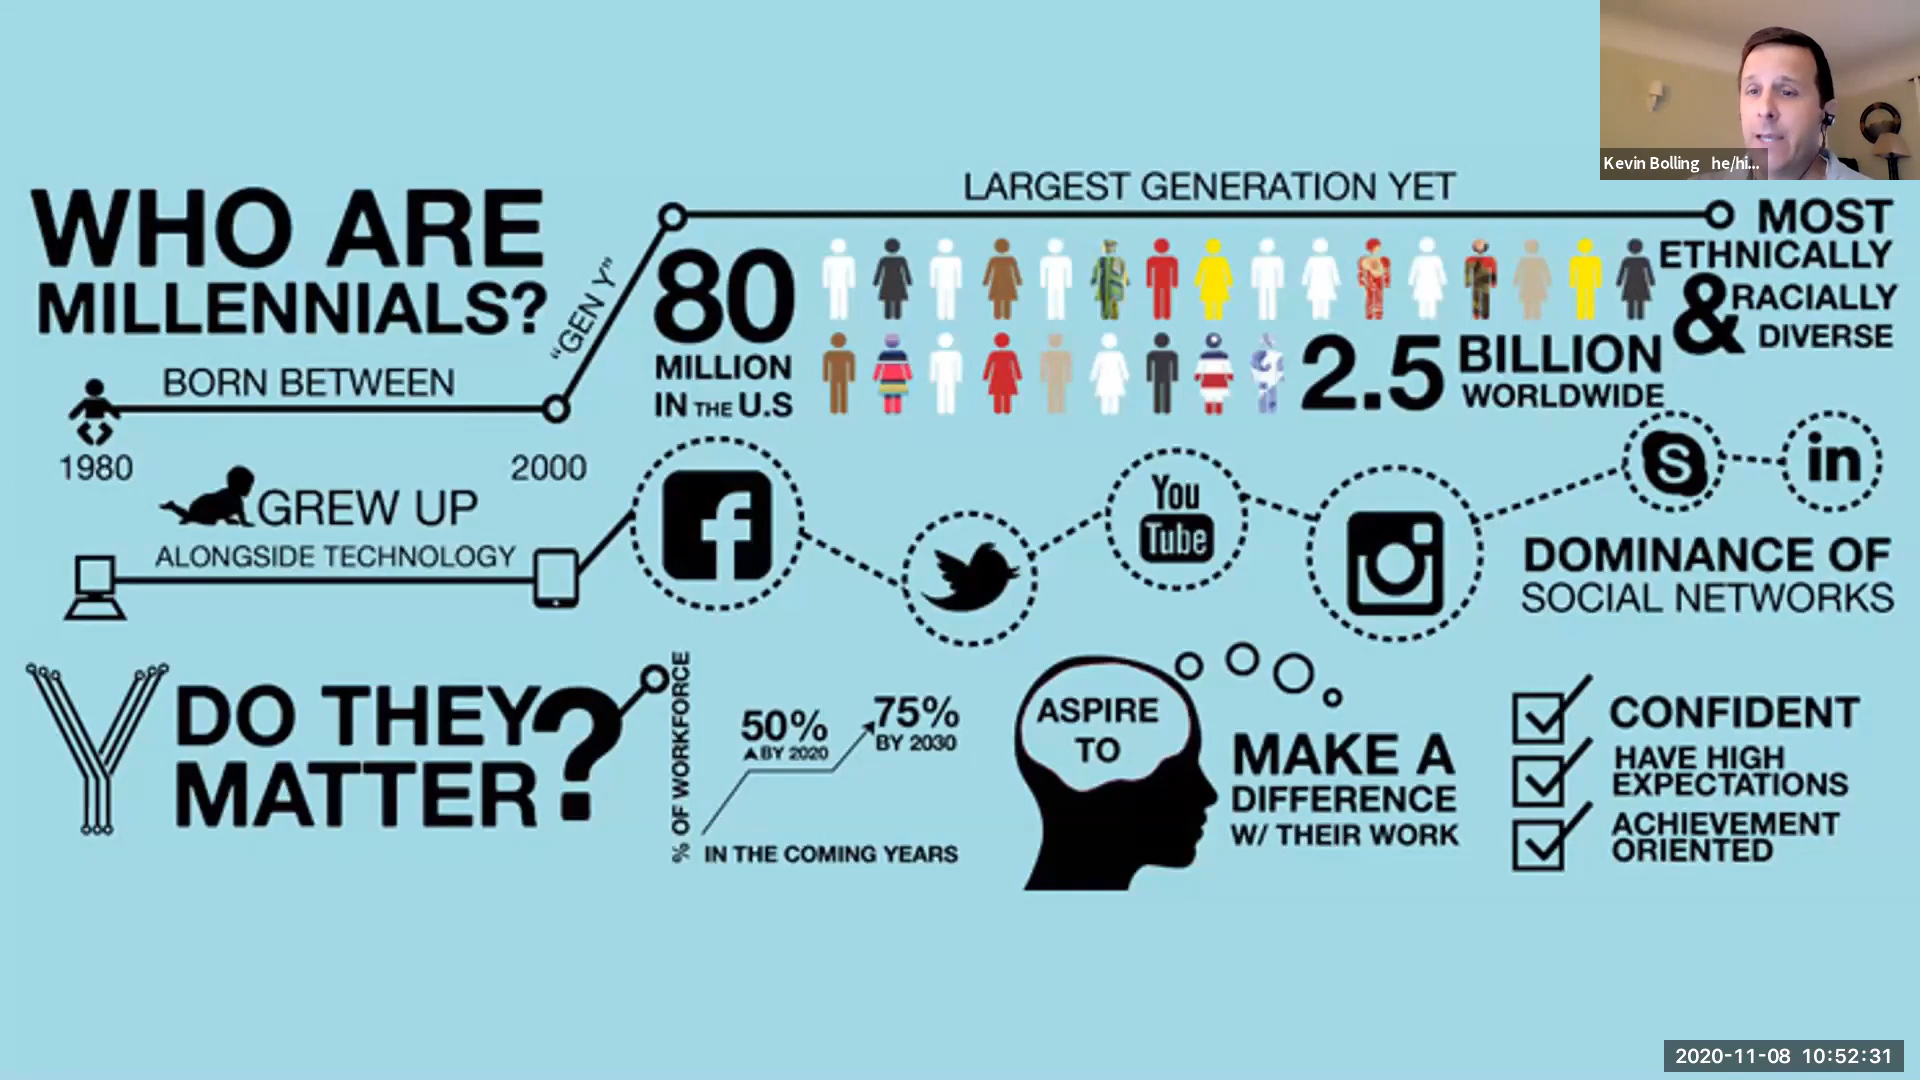 Kevin Bolling he/hi...
WHO ARE
MILLENNIALS?
BORN BETWEEN
1980
2000
"GEN Y"
LARGEST GENERATION YET
80
MILLION
IN THE U.S
2.5 BILLION
WORLDWIDE
MOST
ETHNICALLY
& RACIALLY
DIVERSE
GREW UP
ALONGSIDE TECHNOLOGY
f
You
Tube
S
in
DOMINANCE OF
SOCIAL NETWORKS
Y DO THEY
MATTER?
% OF WORKFORCE
50%
BY 2020
75%
BY 2030
IN THE COMING YEARS
ASPIRE
TO
MAKE A
DIFFERENCE
W/ THEIR WORK
CONFIDENT
HAVE HIGH
EXPECTATIONS
ACHIEVEMENT
ORIENTED
2020-11-08 10:52:31